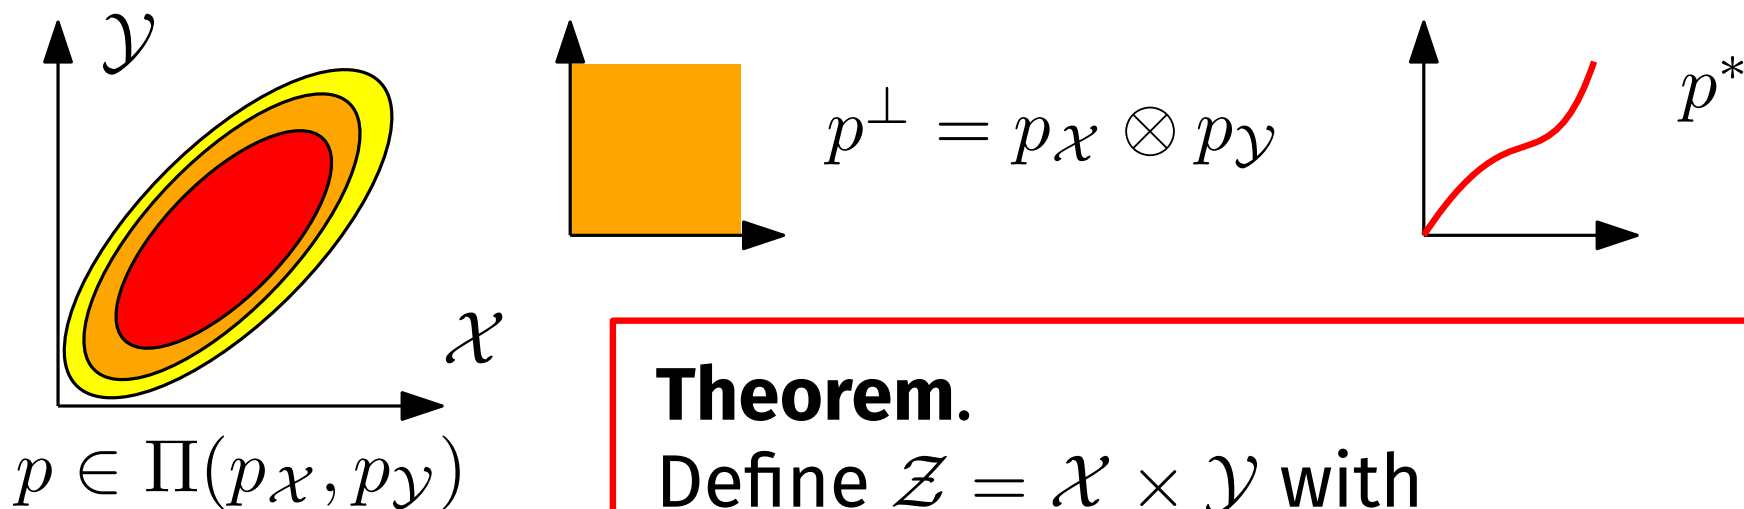 𝒴
p^⊥ = p_𝒳 ⊗ p_𝒴
p*
𝒳
p ∈ Π(p_𝒳, p_𝒴)
Theorem.
Define 𝒵 = 𝒳 × 𝒴 with